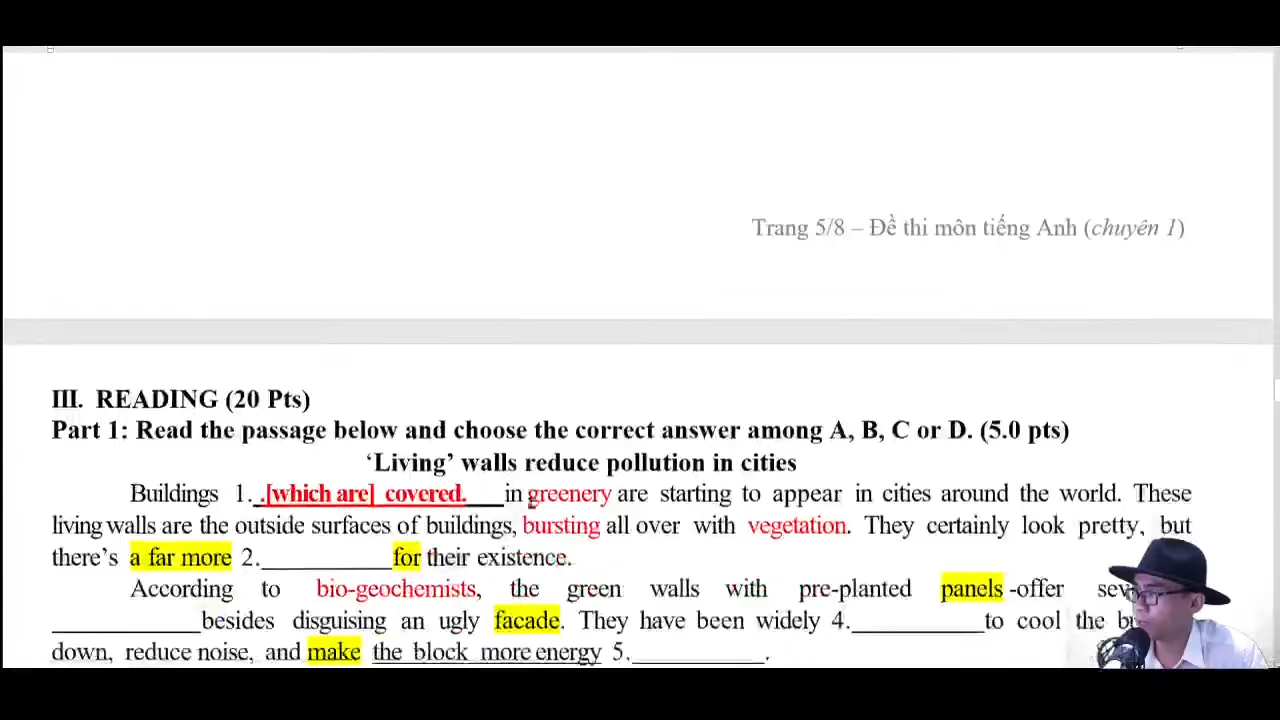 Trang 5/8 – Đề thi môn tiếng Anh (chuyên 1)
III. READING (20 Pts)
Part 1: Read the passage below and choose the correct answer among A, B, C or D. (5.0 pts)
‘Living’ walls reduce pollution in cities
Buildings 1. .[which are] covered. in greenery are starting to appear in cities around the world. These
living walls are the outside surfaces of buildings, bursting all over with vegetation. They certainly look pretty, but
there’s a far more 2.____________ for their existence.
According to bio-geochemists, the green walls with pre-planted panels -offer
_____________ besides disguising an ugly facade. They have been widely 4.____________ to cool the
down, reduce noise, and make the block more energy 5.____________.